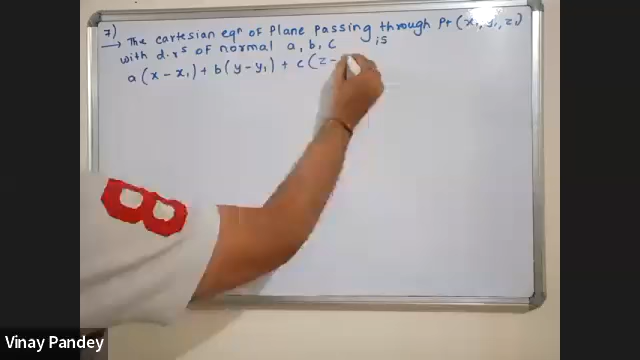 7) → The cartesian eqn of Plane passing through Pt (x₁, y₁, z₁)
with d.rs of normal a, b, c is
a(x - x₁) + b(y - y₁) + c(z -
Vinay Pandey